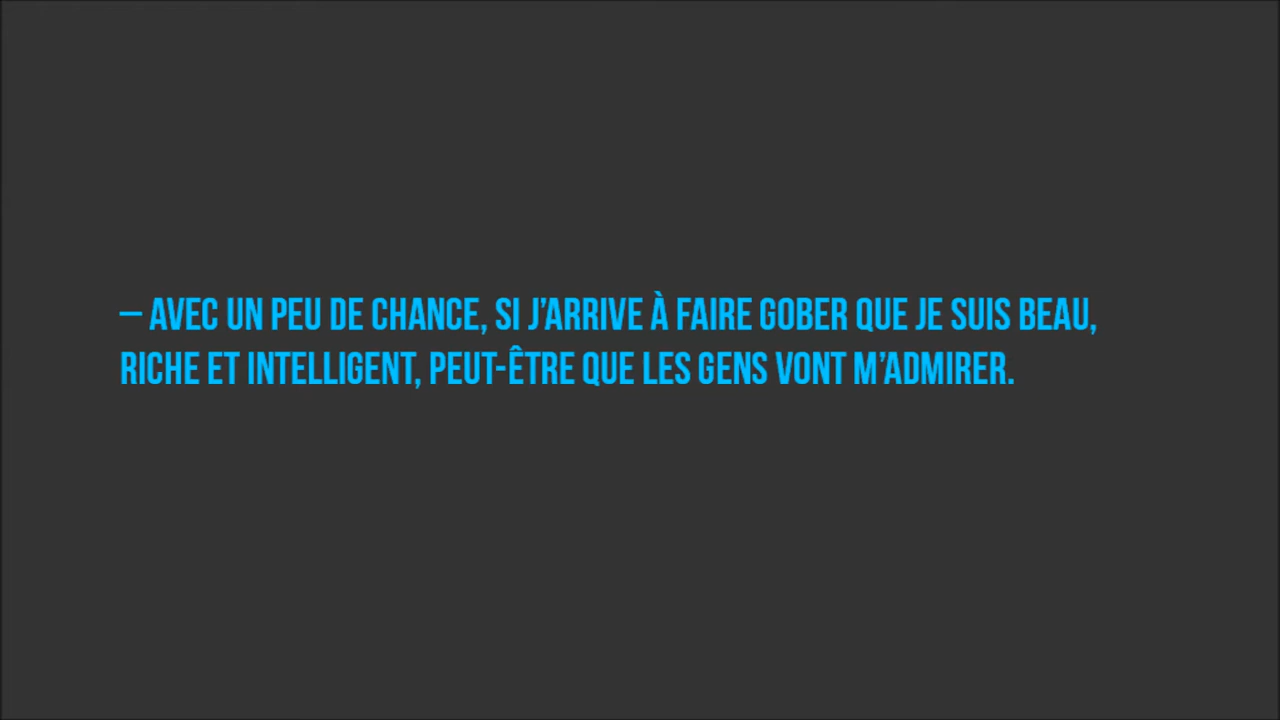 – AVEC UN PEU DE CHANCE, SI J’ARRIVE À FAIRE GOBER QUE JE SUIS BEAU,
RICHE ET INTELLIGENT, PEUT-ÊTRE QUE LES GENS VONT M’ADMIRER.